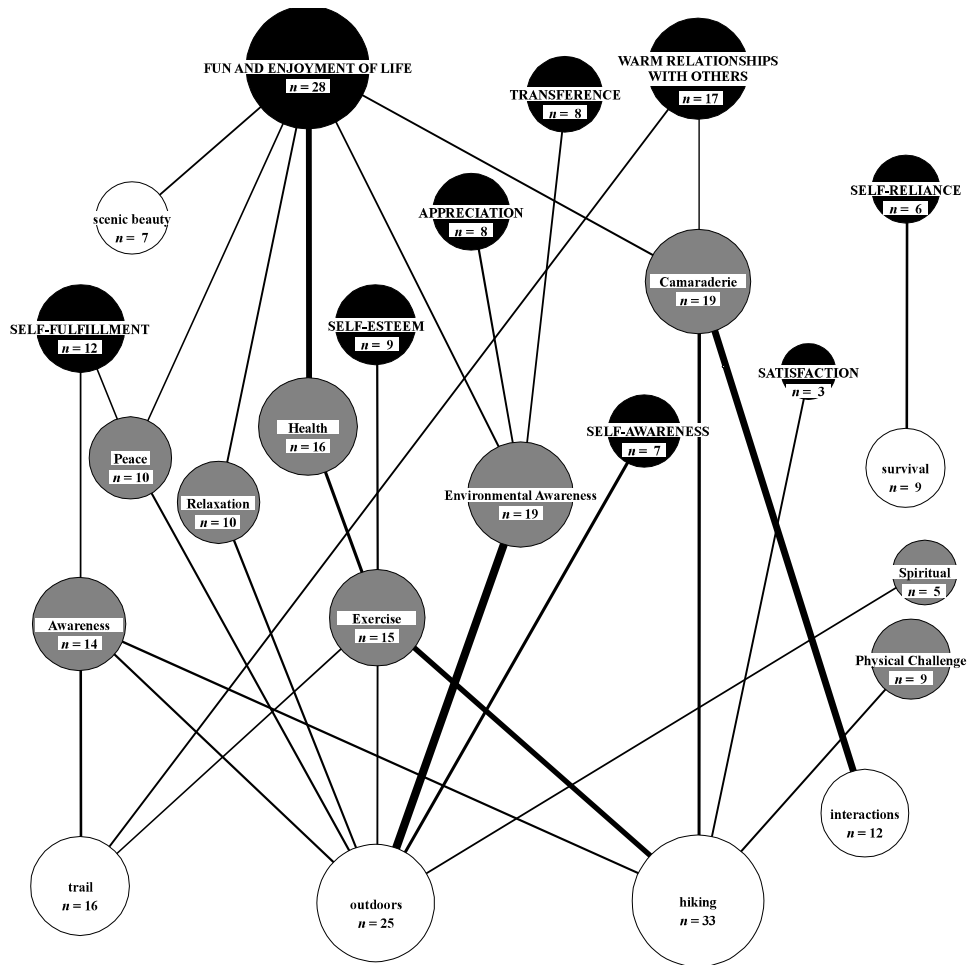 FUN AND ENJOYMENT OF LIFE
n = 28
WARM RELATIONSHIPS
WITH OTHERS
n = 17
TRANSFERENCE
n = 8
SELF-RELIANCE
n = 6
APPRECIATION
n = 8
scenic beauty
n = 7
Camaraderie
n = 19
SELF-FULFILLMENT
n = 12
SELF-ESTEEM
n = 9
SATISFACTION
n = 3
Health
n = 16
SELF-AWARENESS
n = 7
Peace
n = 10
Relaxation
n = 10
Environmental Awareness
n = 19
survival
n = 9
Spiritual
n = 5
Awareness
n = 14
Exercise
n = 15
Physical Challenge
n = 9
interactions
n = 12
trail
n = 16
outdoors
n = 25
hiking
n = 33